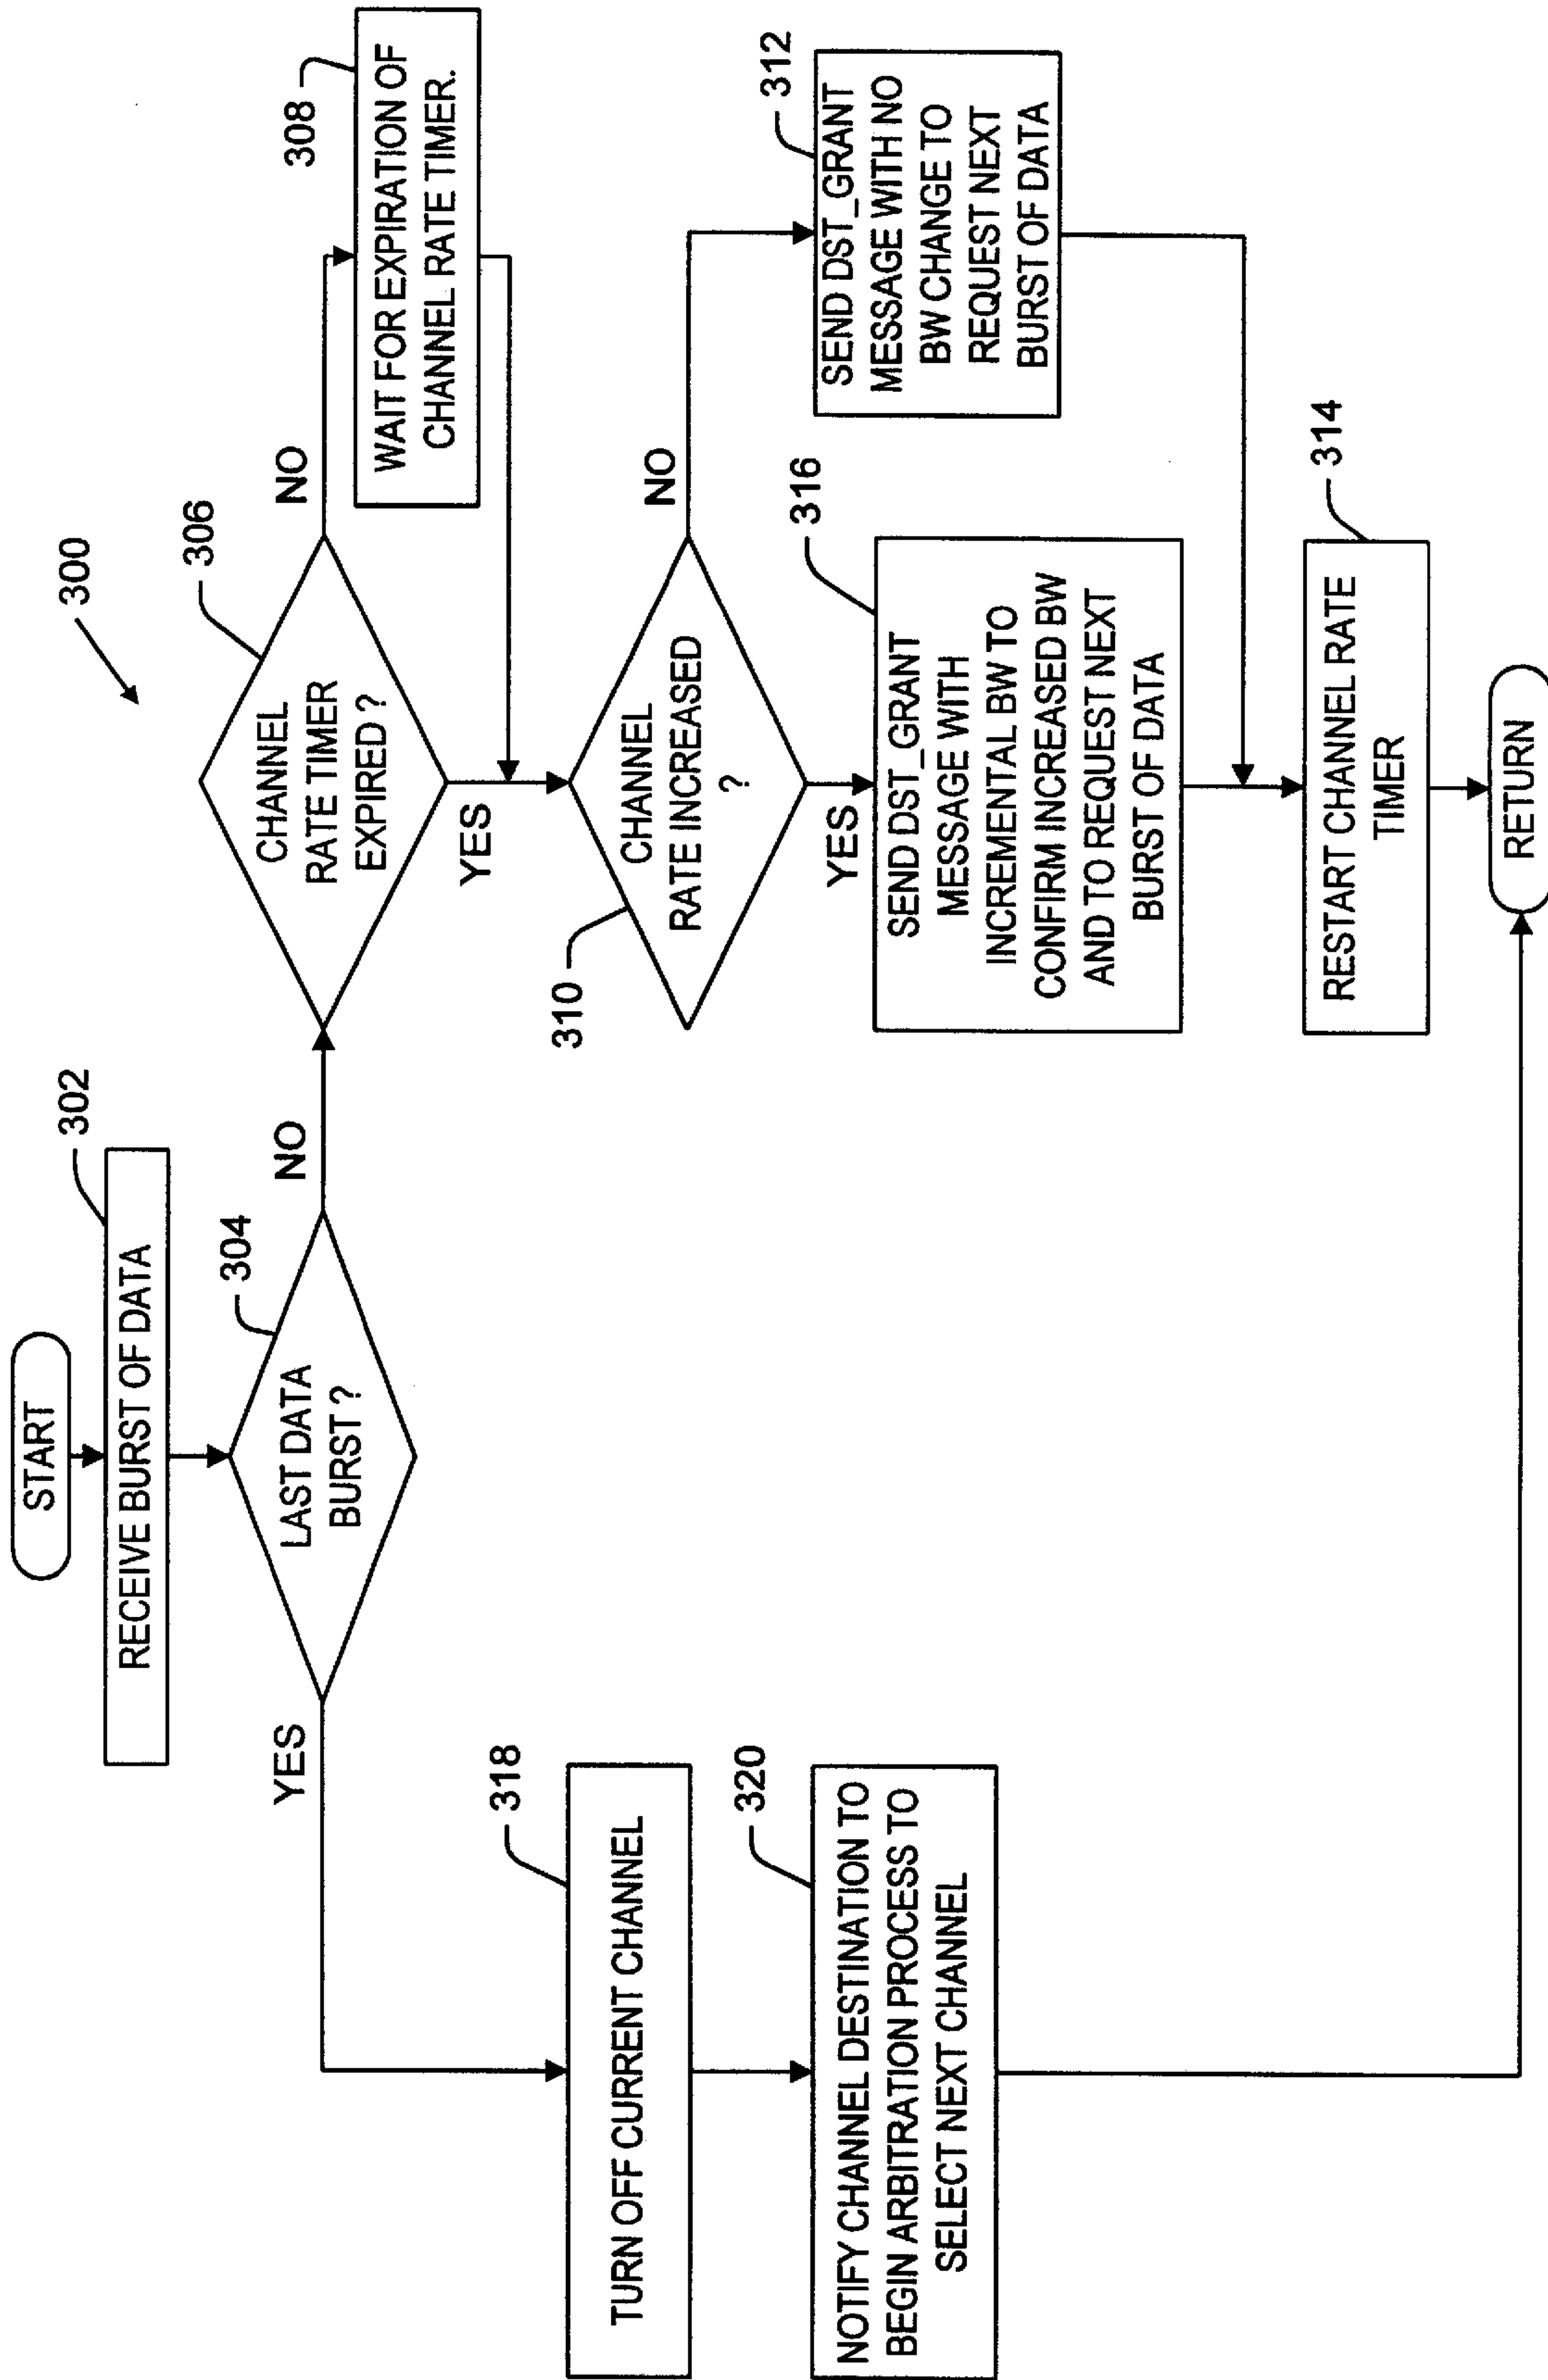 300
START
RECEIVE BURST OF DATA
302
LAST DATA
BURST ?
304
YES
NO
CHANNEL
RATE TIMER
EXPIRED ?
306
NO
YES
WAIT FOR EXPIRATION OF
CHANNEL RATE TIMER.
308
CHANNEL
RATE INCREASED
?
310
NO
YES
SEND DST_GRANT
MESSAGE WITH NO
BW CHANGE TO
REQUEST NEXT
BURST OF DATA
312
SEND DST_GRANT
MESSAGE WITH
INCREMENTAL BW TO
CONFIRM INCREASED BW
AND TO REQUEST NEXT
BURST OF DATA
316
TURN OFF CURRENT CHANNEL
318
NOTIFY CHANNEL DESTINATION TO
BEGIN ARBITRATION PROCESS TO
SELECT NEXT CHANNEL
320
RESTART CHANNEL RATE
TIMER
314
RETURN